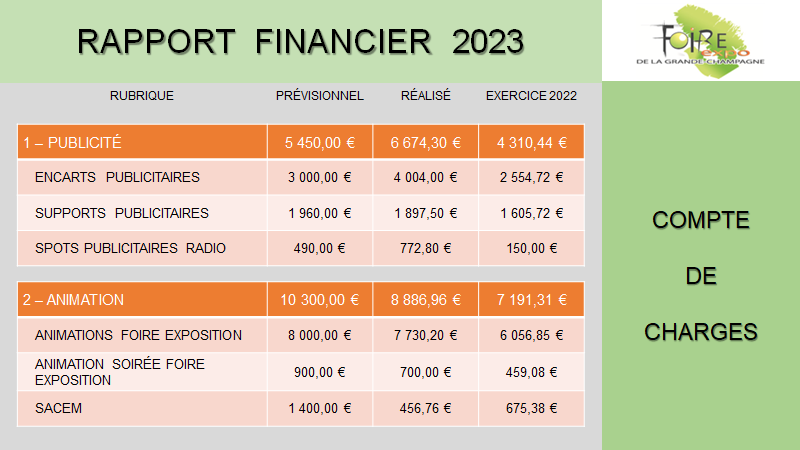 RAPPORT FINANCIER 2023
FOIRE
expo
DE LA GRANDE CHAMPAGNE
RUBRIQUE PRÉVISIONNEL RÉALISÉ EXERCICE 2022
1 – PUBLICITÉ 5 450,00 € 6 674,30 € 4 310,44 €
ENCARTS PUBLICITAIRES 3 000,00 € 4 004,00 € 2 554,72 €
SUPPORTS PUBLICITAIRES 1 960,00 € 1 897,50 € 1 605,72 €
SPOTS PUBLICITAIRES RADIO 490,00 € 772,80 € 150,00 €
2 – ANIMATION 10 300,00 € 8 886,96 € 7 191,31 €
ANIMATIONS FOIRE EXPOSITION 8 000,00 € 7 730,20 € 6 056,85 €
ANIMATION SOIRÉE FOIRE
EXPOSITION 900,00 € 700,00 € 459,08 €
SACEM 1 400,00 € 456,76 € 675,38 €
COMPTE
DE
CHARGES